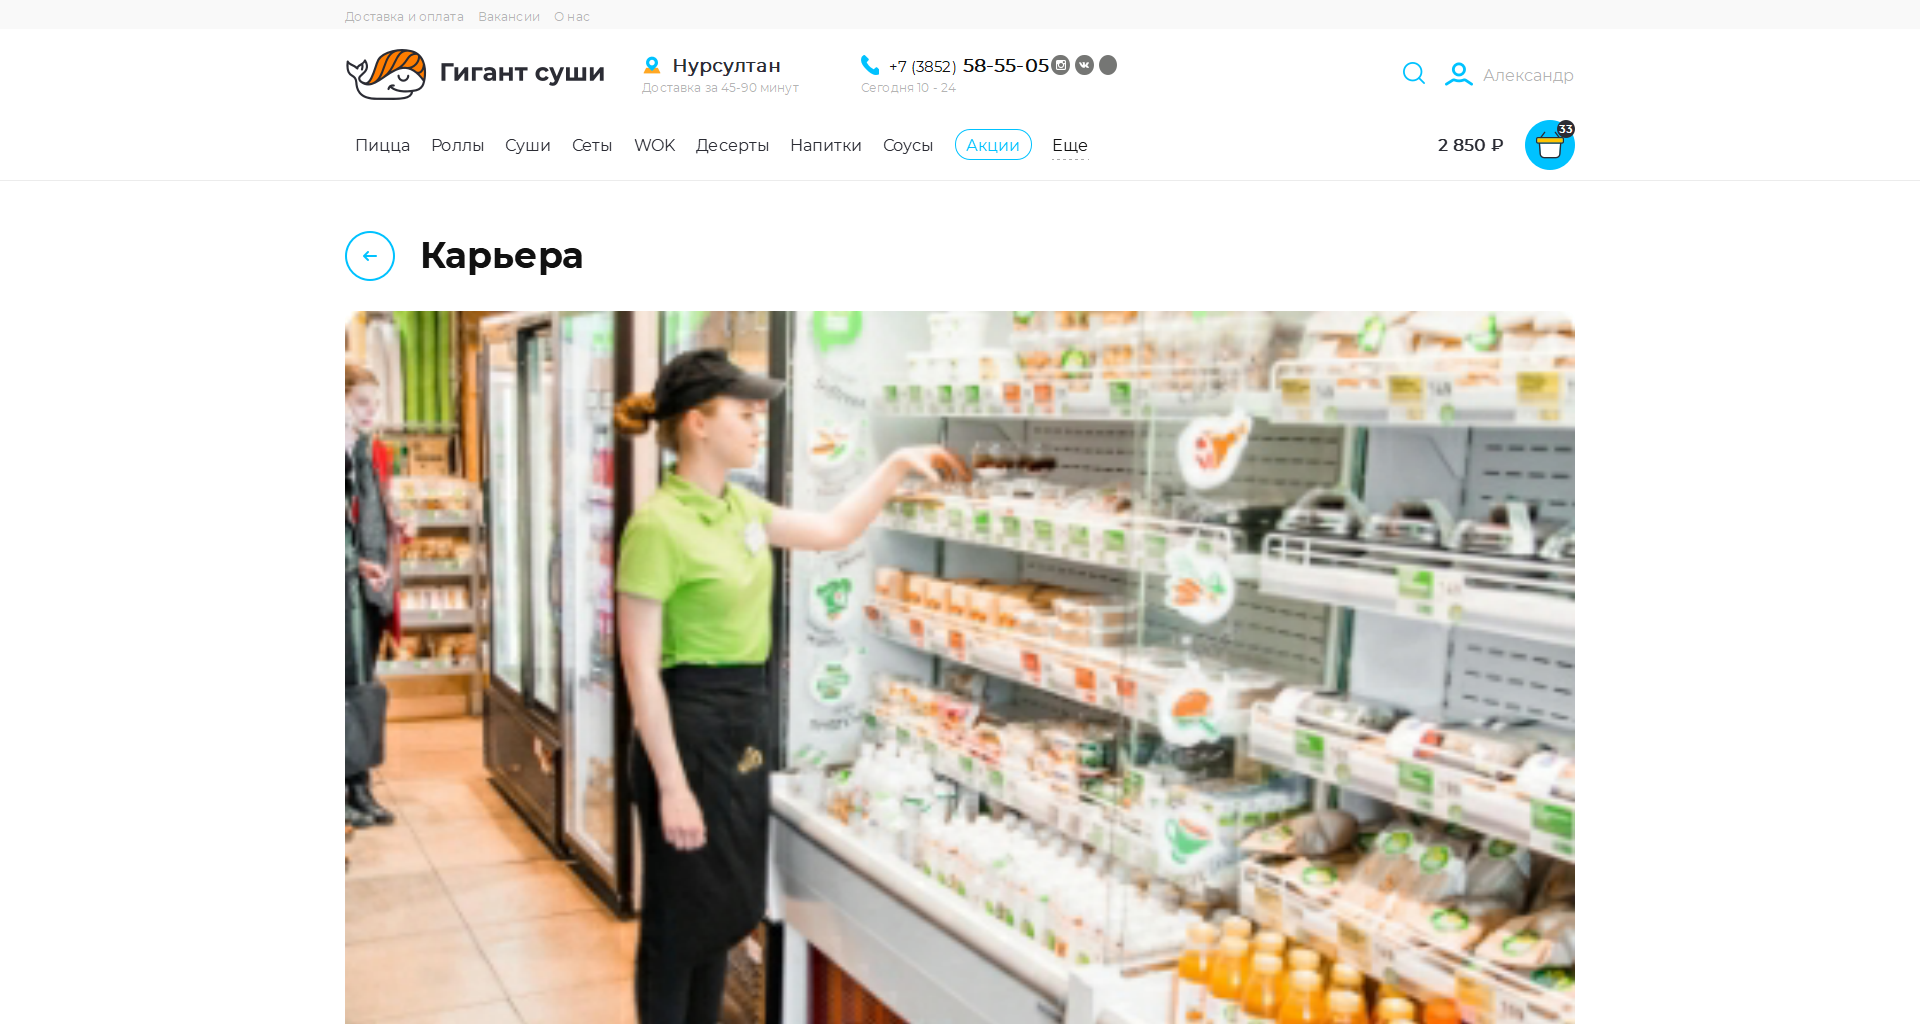 Доставка и оплата Вакансии О нас
Гигант суши
Нурсултан
Доставка за 45-90 минут
+7 (3852) 58-55-05
Сегодня 10 - 24
Александр
Пицца Роллы Суши Сеты WOK Десерты Напитки Соусы Акции Еще
2 850 ₽
33
Карьера